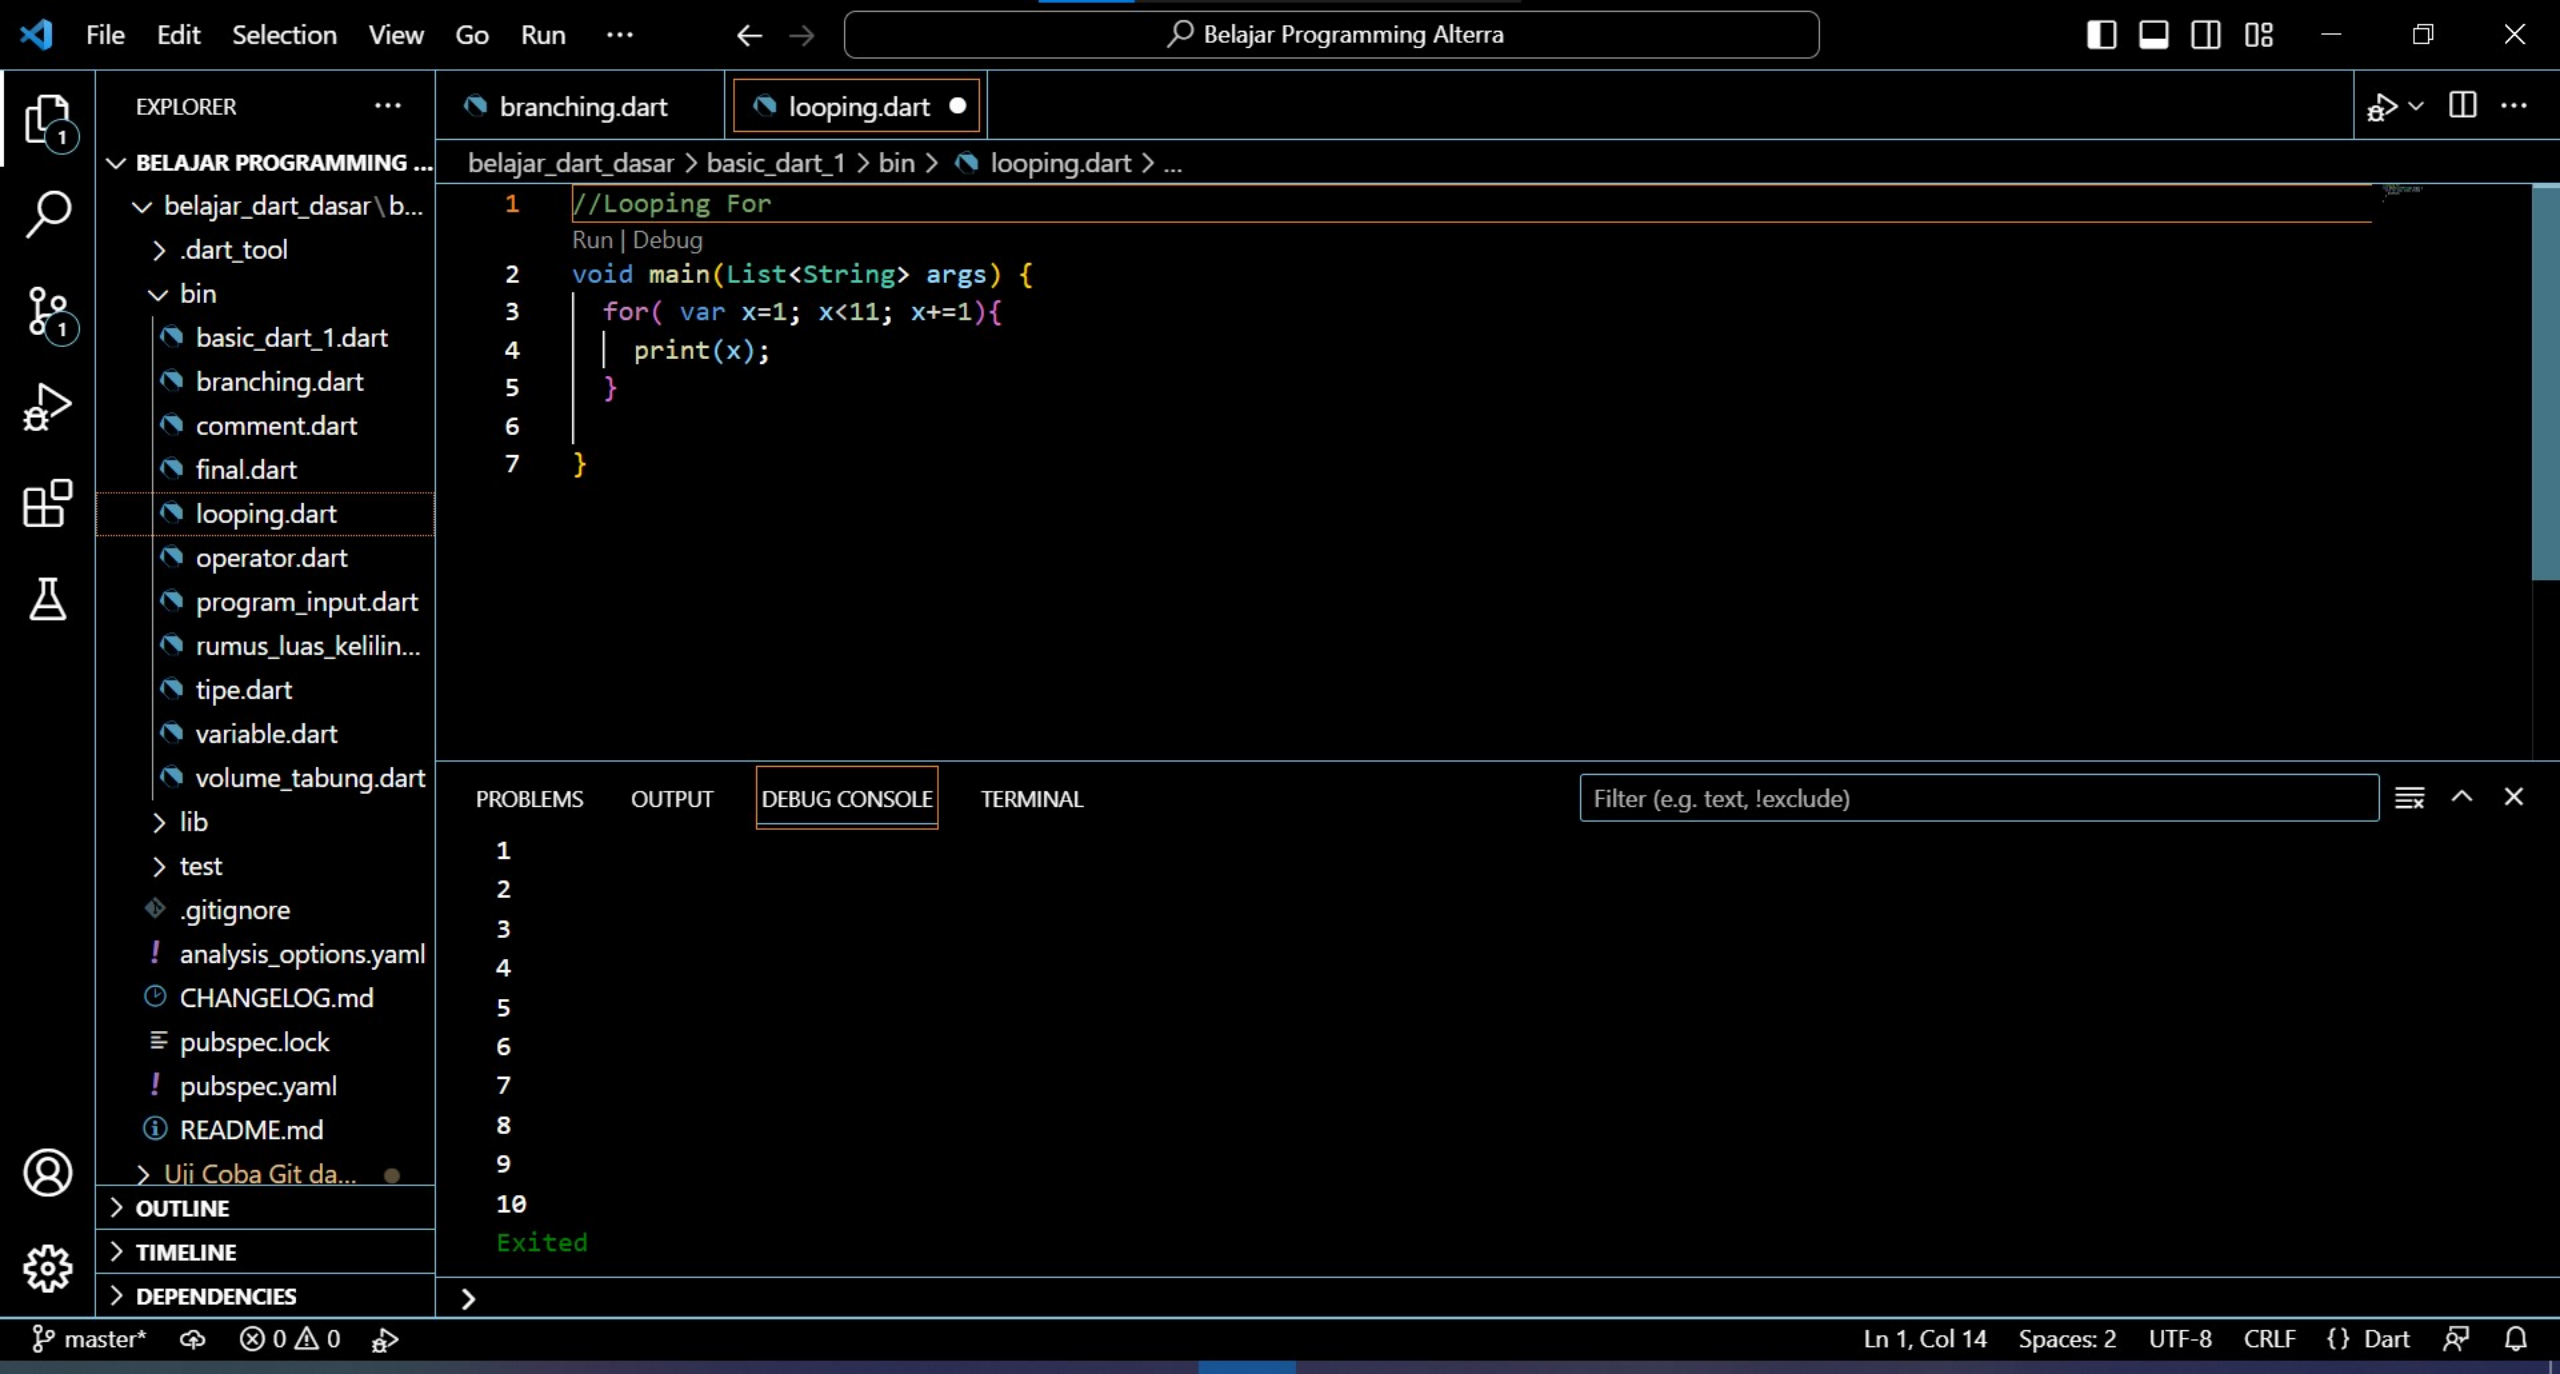 File Edit Selection View Go Run ···
Belajar Programming Alterra
EXPLORER
1
1
BELAJAR PROGRAMMING ...
belajar_dart_dasar\b...
.dart_tool
bin
basic_dart_1.dart
branching.dart
comment.dart
final.dart
looping.dart
operator.dart
program_input.dart
rumus_luas_kelilin...
tipe.dart
variable.dart
volume_tabung.dart
lib
test
.gitignore
analysis_options.yaml
CHANGELOG.md
pubspec.lock
pubspec.yaml
README.md
Uji Coba Git da...
OUTLINE
TIMELINE
DEPENDENCIES
branching.dart looping.dart
belajar_dart_dasar > basic_dart_1 > bin > looping.dart > ...
1 //Looping For
Run | Debug
2 void main(List<String> args) {
3 for( var x=1; x<11; x+=1){
4 print(x);
5 }
6
7 }
PROBLEMS OUTPUT DEBUG CONSOLE TERMINAL
Filter (e.g. text, !exclude)
1
2
3
4
5
6
7
8
9
10
Exited
>
master* 0 0 Ln 1, Col 14 Spaces: 2 UTF-8 CRLF {} Dart